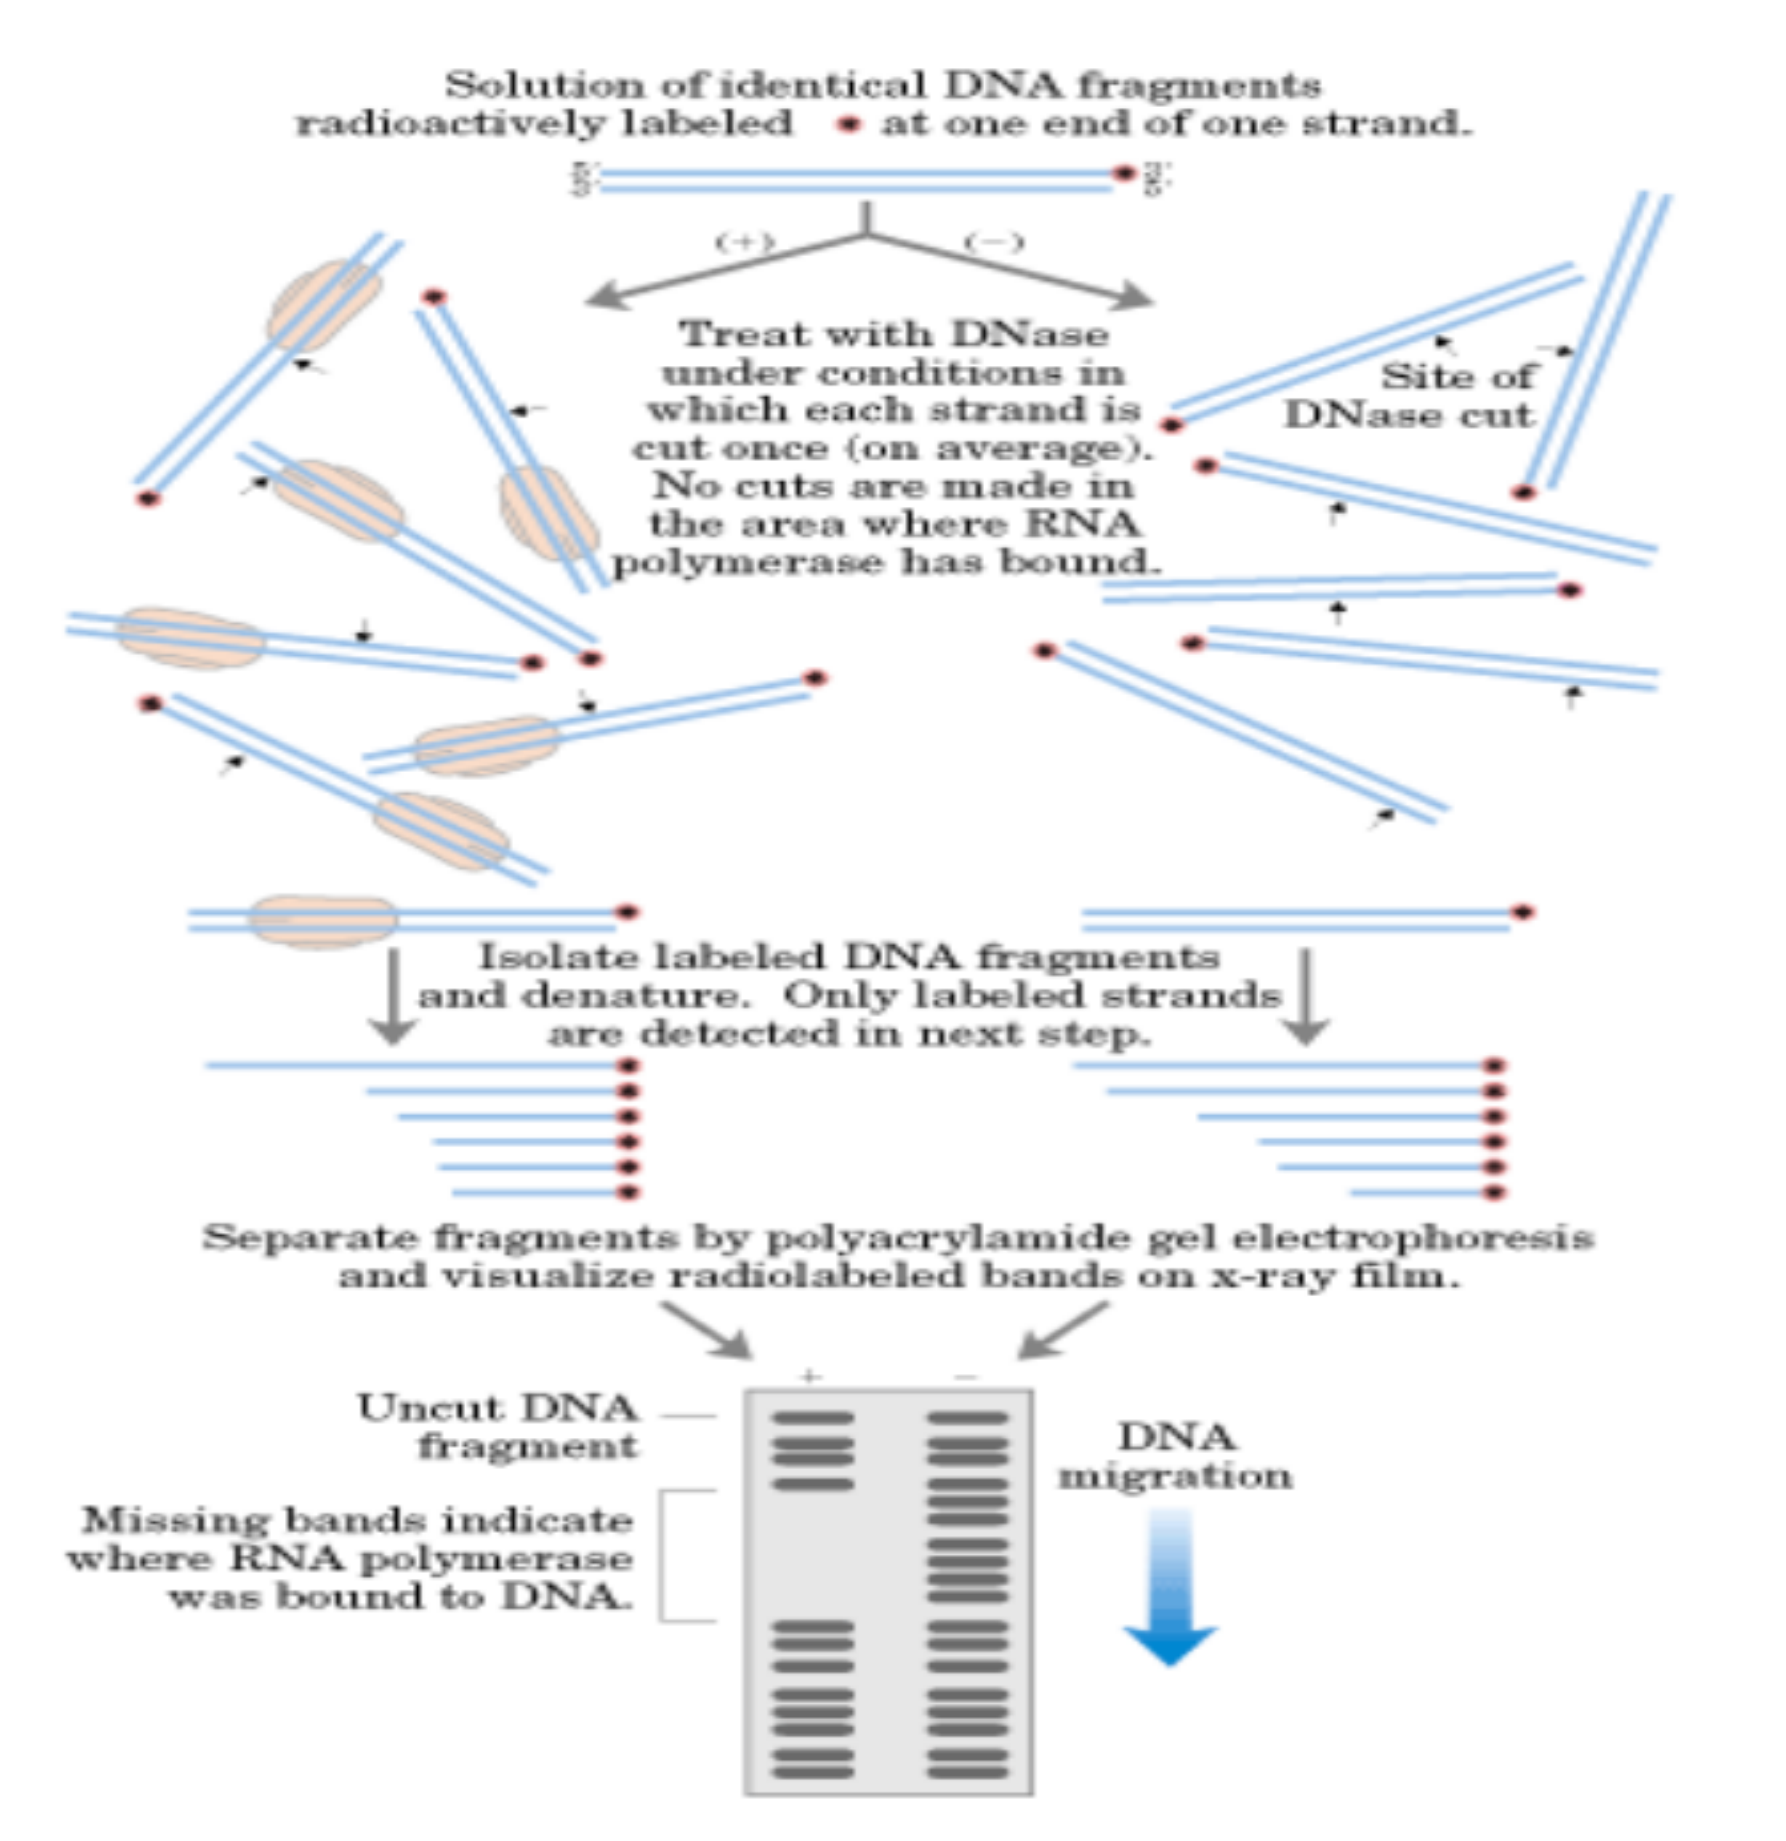 Solution of identical DNA fragments
radioactively labeled at one end of one strand.
(+)
(−)
Treat with DNase
under conditions in
which each strand is
cut once (on average).
No cuts are made in
the area where RNA
polymerase has bound.
Site of
DNase cut
Isolate labeled DNA fragments
and denature. Only labeled strands
are detected in next step.
Separate fragments by polyacrylamide gel electrophoresis
and visualize radiolabeled bands on x-ray film.
+
−
Uncut DNA
fragment
DNA
migration
Missing bands indicate
where RNA polymerase
was bound to DNA.